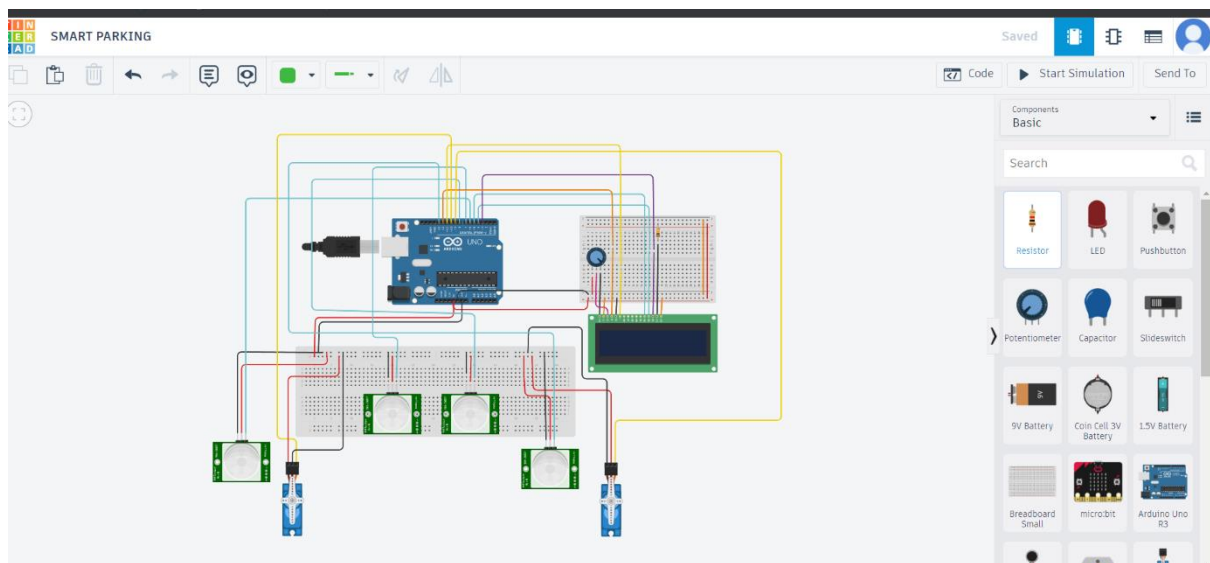 TIN
KER
CAD
SMART PARKING
Saved
Code
Start Simulation
Send To
Components
Basic
Search
Resistor
LED
Pushbutton
Potentiometer
Capacitor
Slideswitch
9V
9V Battery
Coin Cell 3V
Battery
1.5V Battery
Breadboard
Small
micro:bit
Arduino Uno
R3
UNO